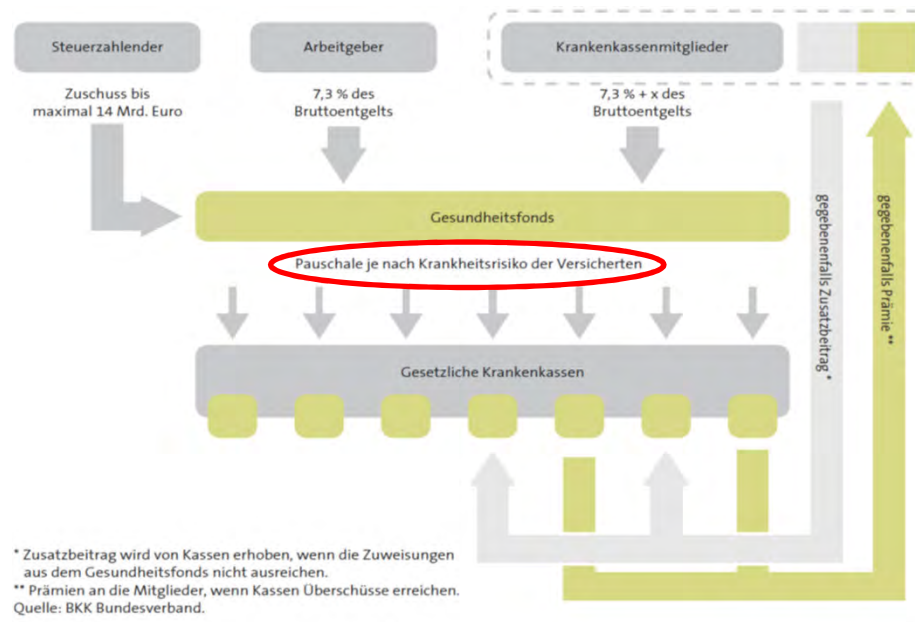 Steuerzahlender
Arbeitgeber
Krankenkassenmitglieder
Zuschuss bis
maximal 14 Mrd. Euro
7,3 % des
Bruttoentgelts
7,3 % + x des
Bruttoentgelts
Gesundheitsfonds
Pauschale je nach Krankheitsrisiko der Versicherten
Gesetzliche Krankenkassen
gegebenenfalls Zusatzbeitrag *
gegebenenfalls Prämie **
* Zusatzbeitrag wird von Kassen erhoben, wenn die Zuweisungen
aus dem Gesundheitsfonds nicht ausreichen.
** Prämien an die Mitglieder, wenn Kassen Überschüsse erreichen.
Quelle: BKK Bundesverband.